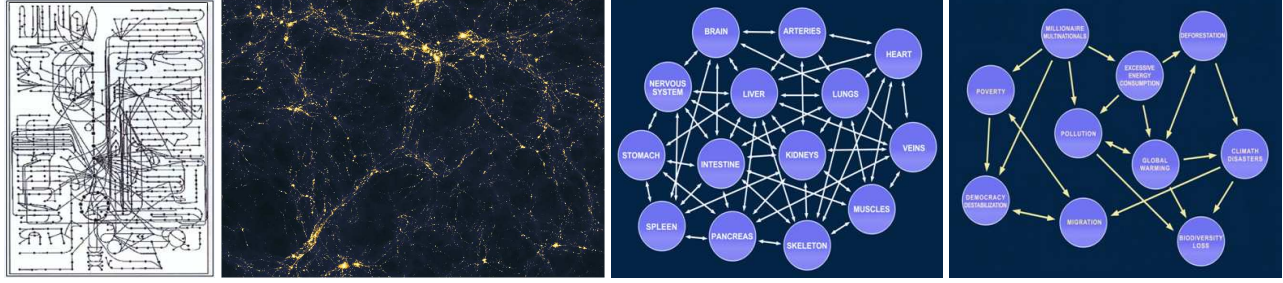 BRAIN
ARTERIES
HEART
NERVOUS
SYSTEM
LIVER
LUNGS
STOMACH
INTESTINE
KIDNEYS
VEINS
SPLEEN
PANCREAS
SKELETON
MUSCLES
MILLIONAIRE
MULTINATIONALS
DEFORESTATION
EXCESSIVE
ENERGY
CONSUMPTION
POVERTY
POLLUTION
GLOBAL
WARMING
CLIMATH
DISASTERS
DEMOCRACY
DESTABILIZATION
MIGRATION
BIODIVERSITY
LOSS